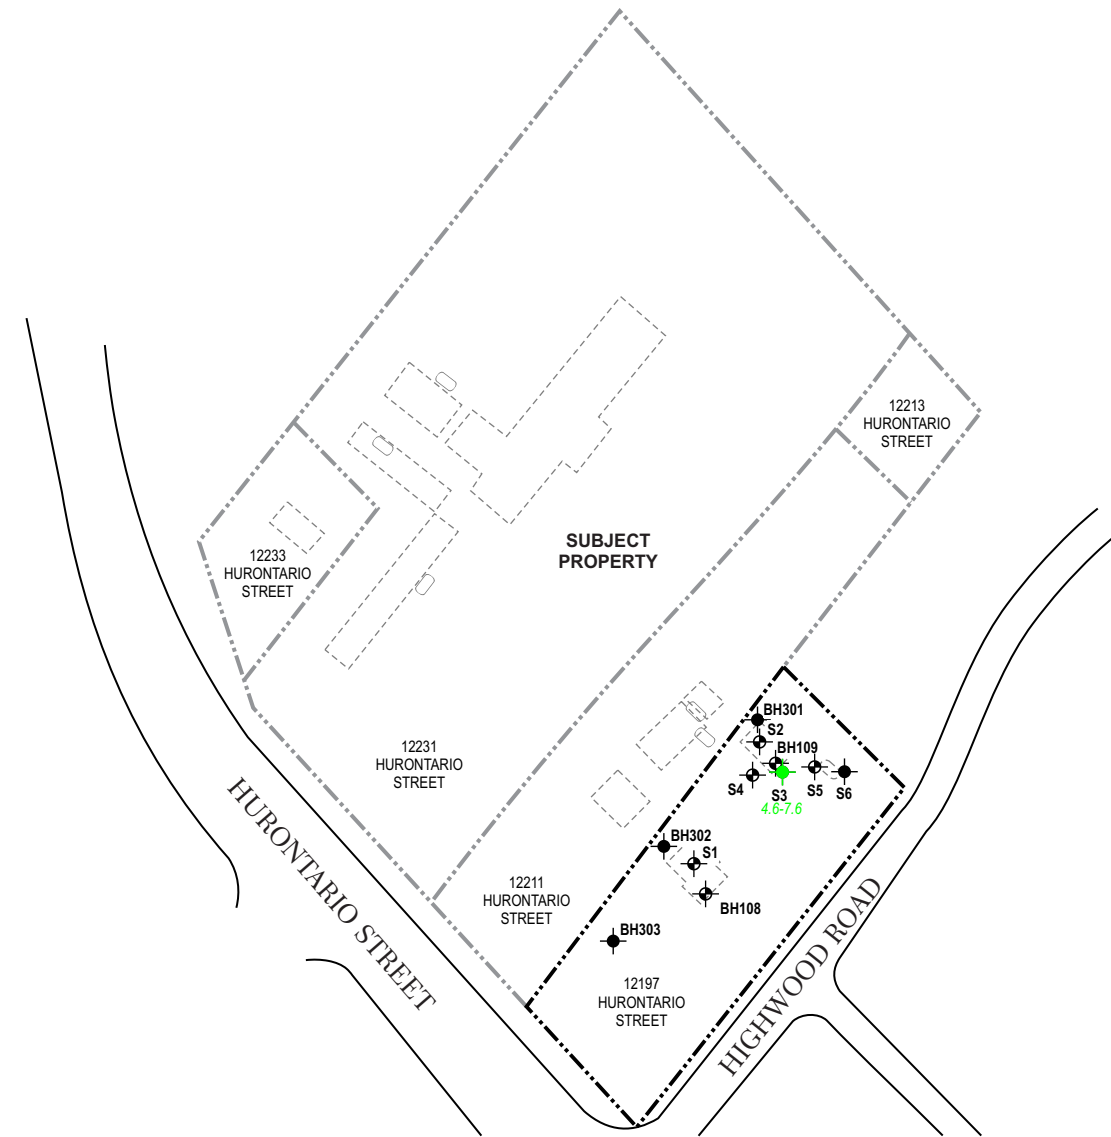 12213
HURONTARIO
STREET
SUBJECT
PROPERTY
12233
HURONTARIO
STREET
BH301
S2
12231
HURONTARIO
STREET
BH109
S4
S3
S5
S6
4.6-7.6
HURONTARIO STREET
BH302
S1
12211
HURONTARIO
STREET
BH108
BH303
HIGHWOOD ROAD
12197
HURONTARIO
STREET